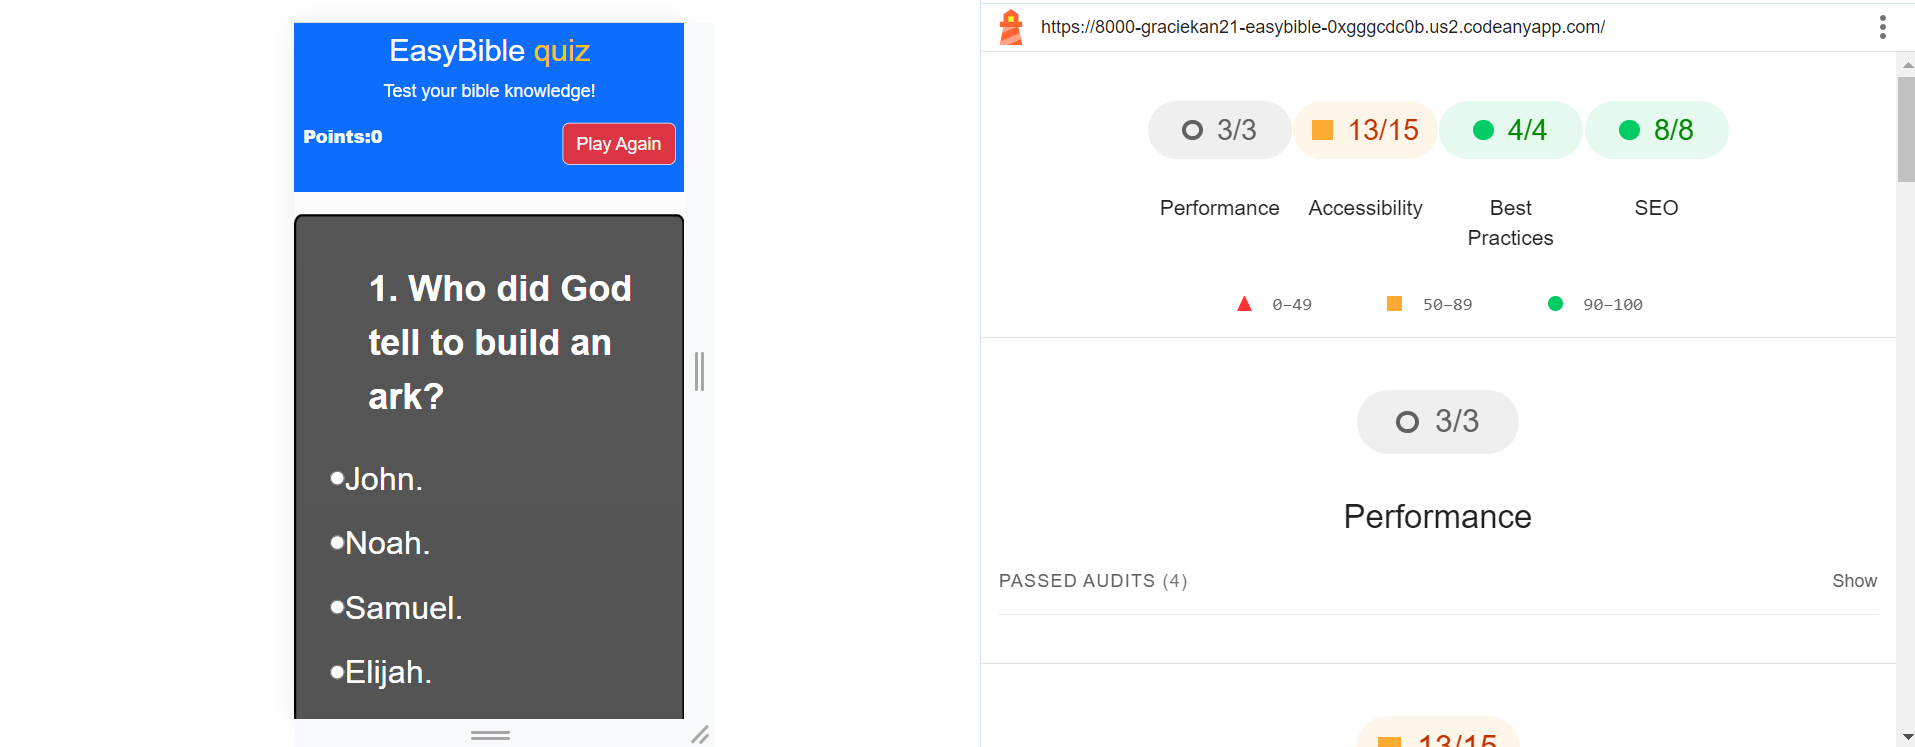 EasyBible quiz
Test your bible knowledge!
Points:0
Play Again
1. Who did God
tell to build an
ark?
John.
Noah.
Samuel.
Elijah.
https://8000-graciekan21-easybible-0xgggcdc0b.us2.codeanyapp.com/
3/3
13/15
4/4
8/8
Performance
Accessibility
Best
Practices
SEO
0–49
50–89
90–100
3/3
Performance
PASSED AUDITS (4)
Show
13/15